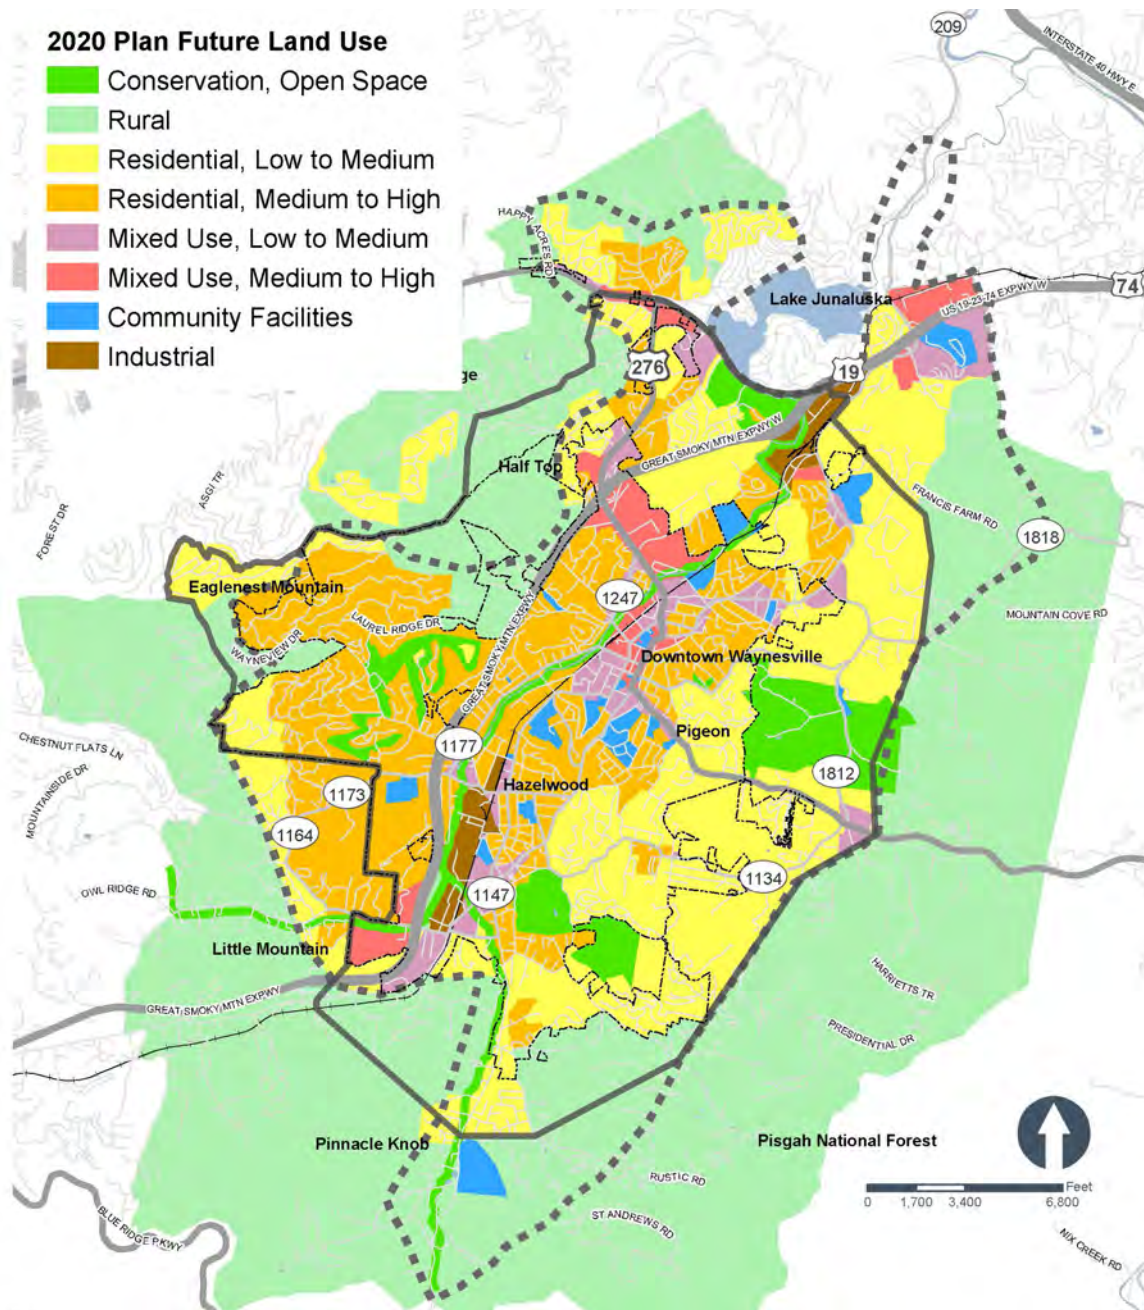 2020 Plan Future Land Use
Conservation, Open Space
Rural
Residential, Low to Medium
Residential, Medium to High
Mixed Use, Low to Medium
Mixed Use, Medium to High
Community Facilities
Industrial
209
INTERSTATE 40 HWY E
HAPPY ACRES RD
Lake Junaluska
US 19-23-74 EXPWY W
74
276
19
ge
GREAT SMOKY MTN EXPWY W
Half Top
ASGI TR
FOREST DR
FRANCIS FARM RD
1818
Eaglenest Mountain
1247
MOUNTAIN COVE RD
LAUREL RIDGE DR
WAYNEVIEW DR
GREAT SMOKY MTN EXPWY
Downtown Waynesville
CHESTNUT FLATS LN
1177
Pigeon
MOUNTAINSIDE DR
1173
Hazelwood
1812
1164
OWL RIDGE RD
1147
1134
Little Mountain
HARRIETTS TR
GREAT SMOKY MTN EXPWY
PRESIDENTIAL DR
Pinnacle Knob
Pisgah National Forest
RUSTIC RD
Feet
0 1,700 3,400 6,800
BLUE RIDGE PKWY
ST ANDREWS RD
NIX CREEK RD